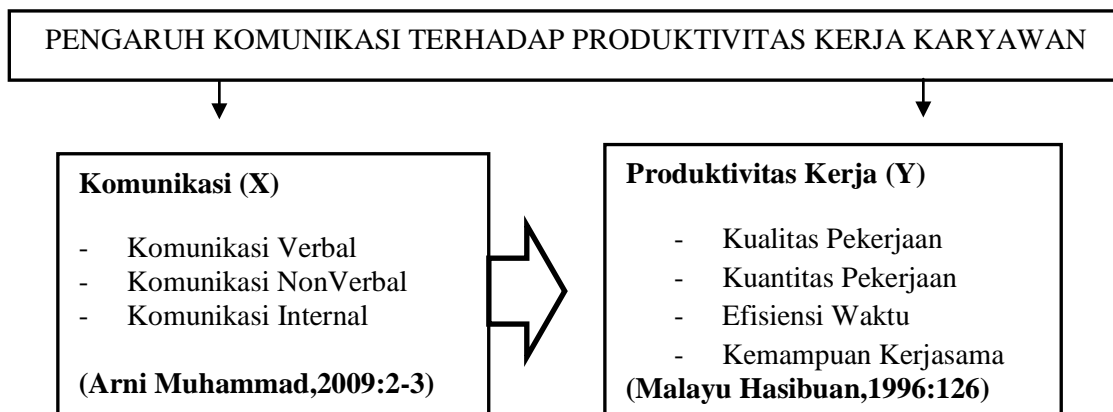 PENGARUH KOMUNIKASI TERHADAP PRODUKTIVITAS KERJA KARYAWAN
Komunikasi (X)
- Komunikasi Verbal
- Komunikasi NonVerbal
- Komunikasi Internal
(Arni Muhammad,2009:2-3)
Produktivitas Kerja (Y)
- Kualitas Pekerjaan
- Kuantitas Pekerjaan
- Efisiensi Waktu
- Kemampuan Kerjasama
(Malayu Hasibuan,1996:126)